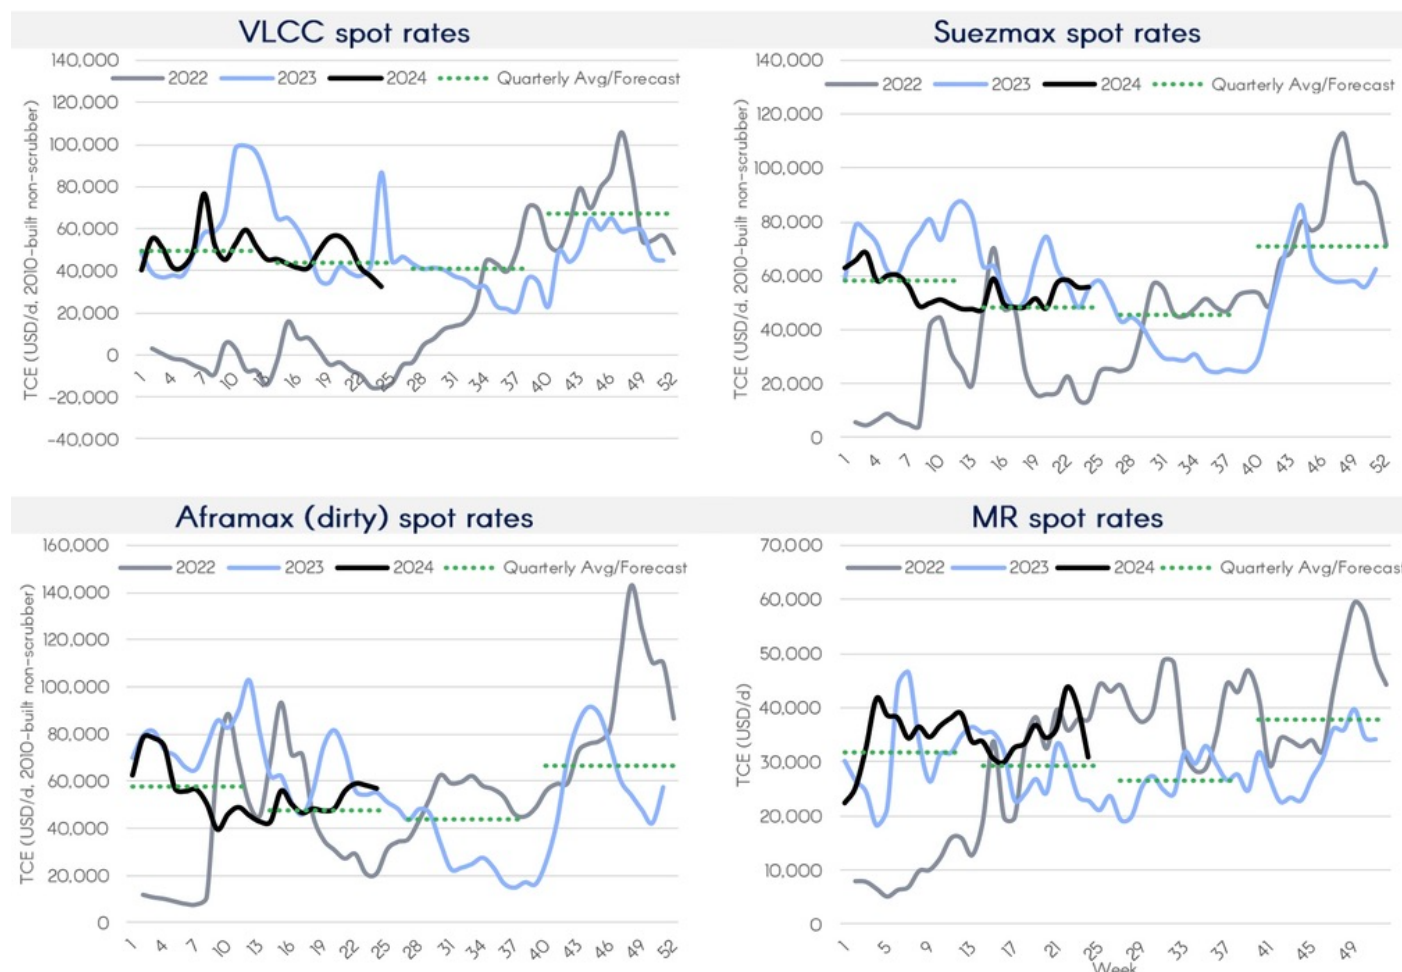 VLCC spot rates
140,000
2022 2023 2024 Quarterly Avg/Forecast
120,000
100,000
80,000
60,000
40,000
20,000
0
-20,000
-40,000
TCE (USD/d, 2010-built non-scrubber)
1 4 7 10 13 16 19 22 25 28 31 34 37 40 43 46 49 52
Suezmax spot rates
140,000
2022 2023 2024 Quarterly Avg/Forecast
120,000
100,000
80,000
60,000
40,000
20,000
0
TCE (USD/d, 2010-built non-scrubber)
1 4 7 10 13 16 19 22 25 28 31 34 37 40 43 46 49 52
Aframax (dirty) spot rates
160,000
2022 2023 2024 Quarterly Avg/Forecast
140,000
120,000
100,000
80,000
60,000
40,000
20,000
0
TCE (USD/d, 2010-built non-scrubber)
1 4 7 10 13 16 19 22 25 28 31 34 37 40 43 46 49 52
MR spot rates
70,000
2022 2023 2024 Quarterly Avg/Forecast
60,000
50,000
40,000
30,000
20,000
10,000
0
TCE (USD/d)
1 5 9 13 17 21 25 29 33 37 41 45 49
Week